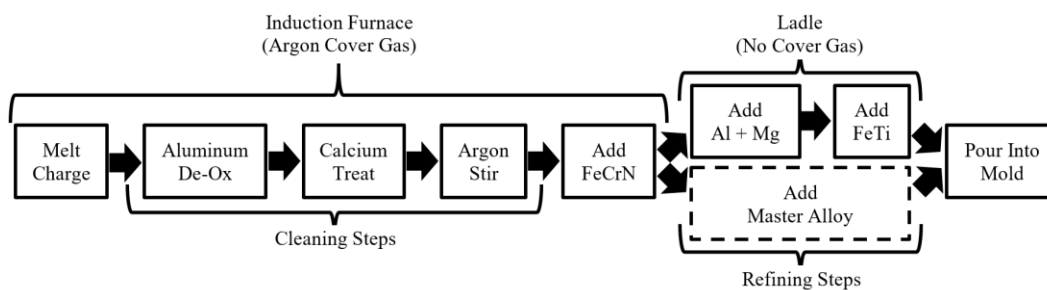 Induction Furnace
(Argon Cover Gas)
Ladle
(No Cover Gas)
Melt
Charge
Aluminum
De-Ox
Calcium
Treat
Argon
Stir
Add
FeCrN
Add
Al + Mg
Add
FeTi
Add
Master Alloy
Pour Into
Mold
Cleaning Steps
Refining Steps